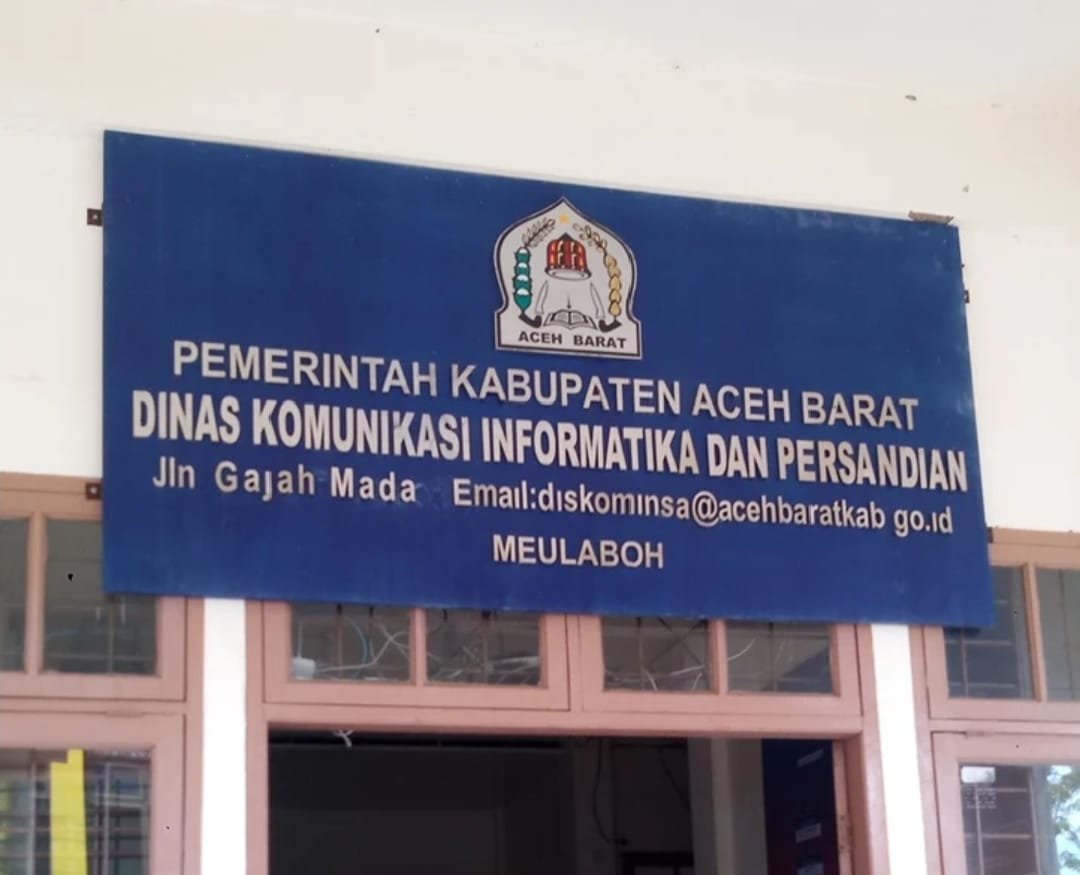 ACEH BARAT
PEMERINTAH KABUPATEN ACEH BARAT
DINAS KOMUNIKASI INFORMATIKA DAN PERSANDIAN
Jln Gajah Mada Email:diskominsa@acehbaratkab go.id
MEULABOH